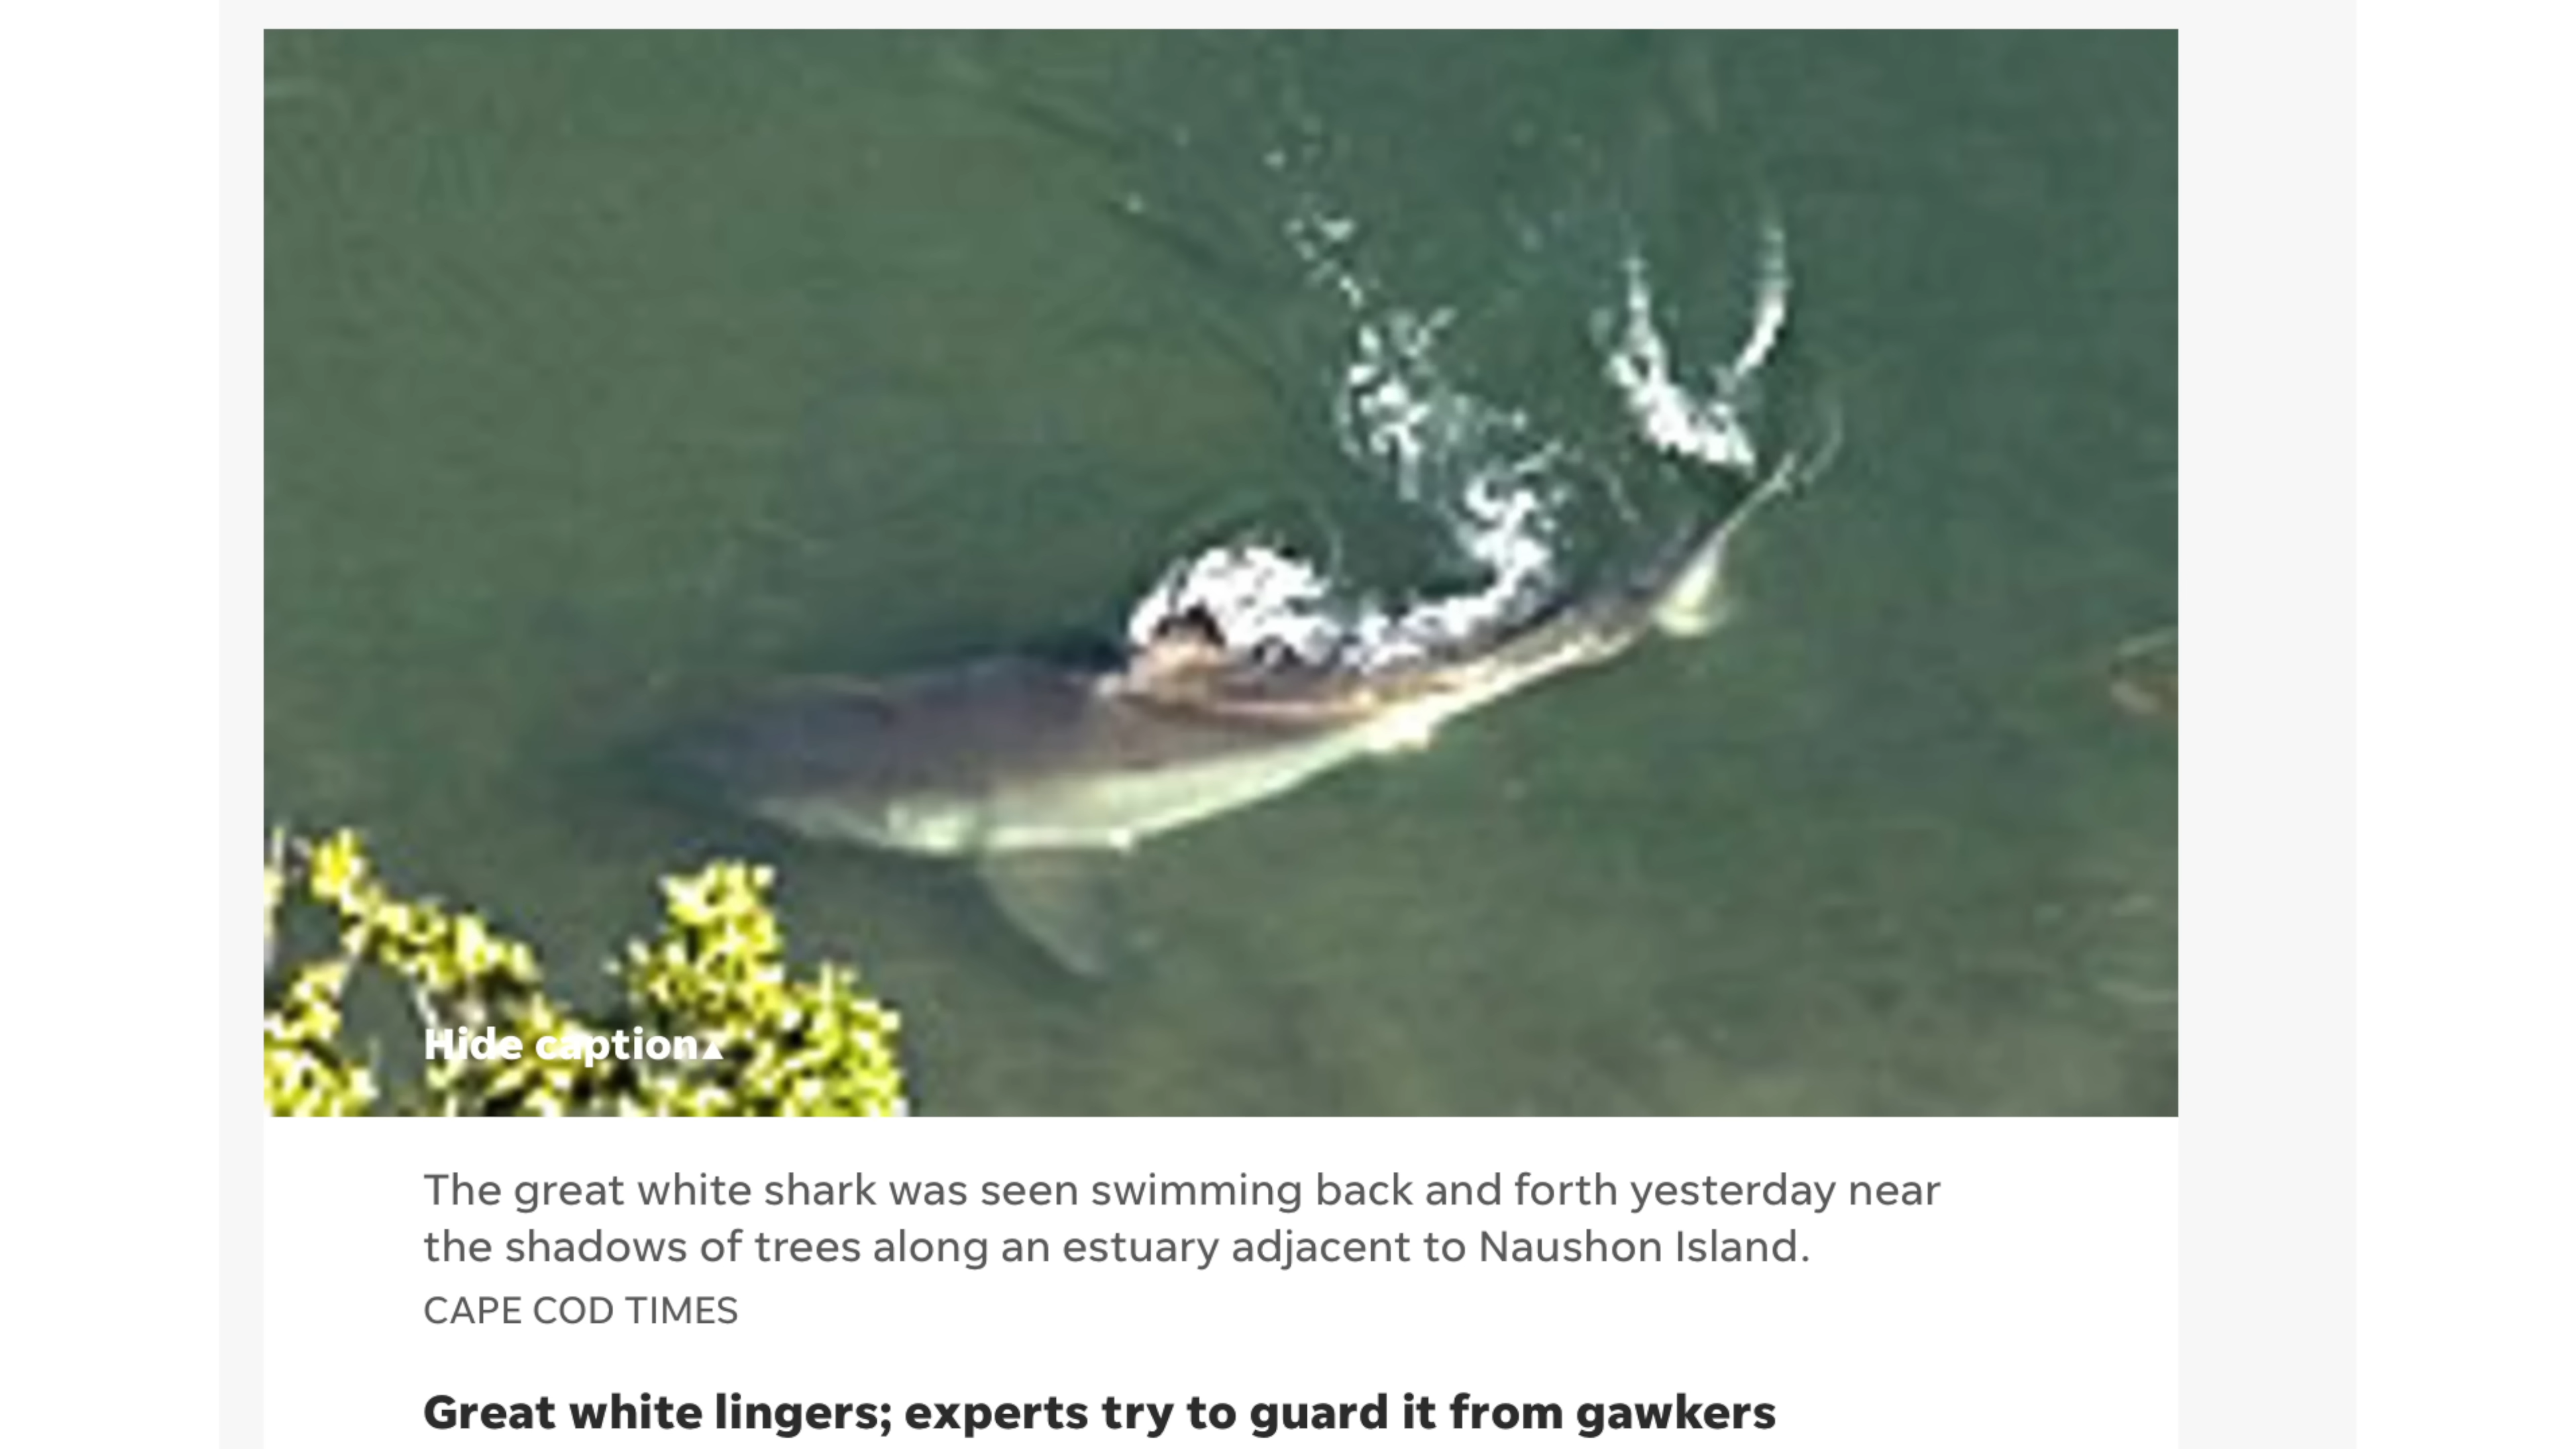 Hide caption▲
The great white shark was seen swimming back and forth yesterday near
the shadows of trees along an estuary adjacent to Naushon Island.
CAPE COD TIMES
Great white lingers; experts try to guard it from gawkers